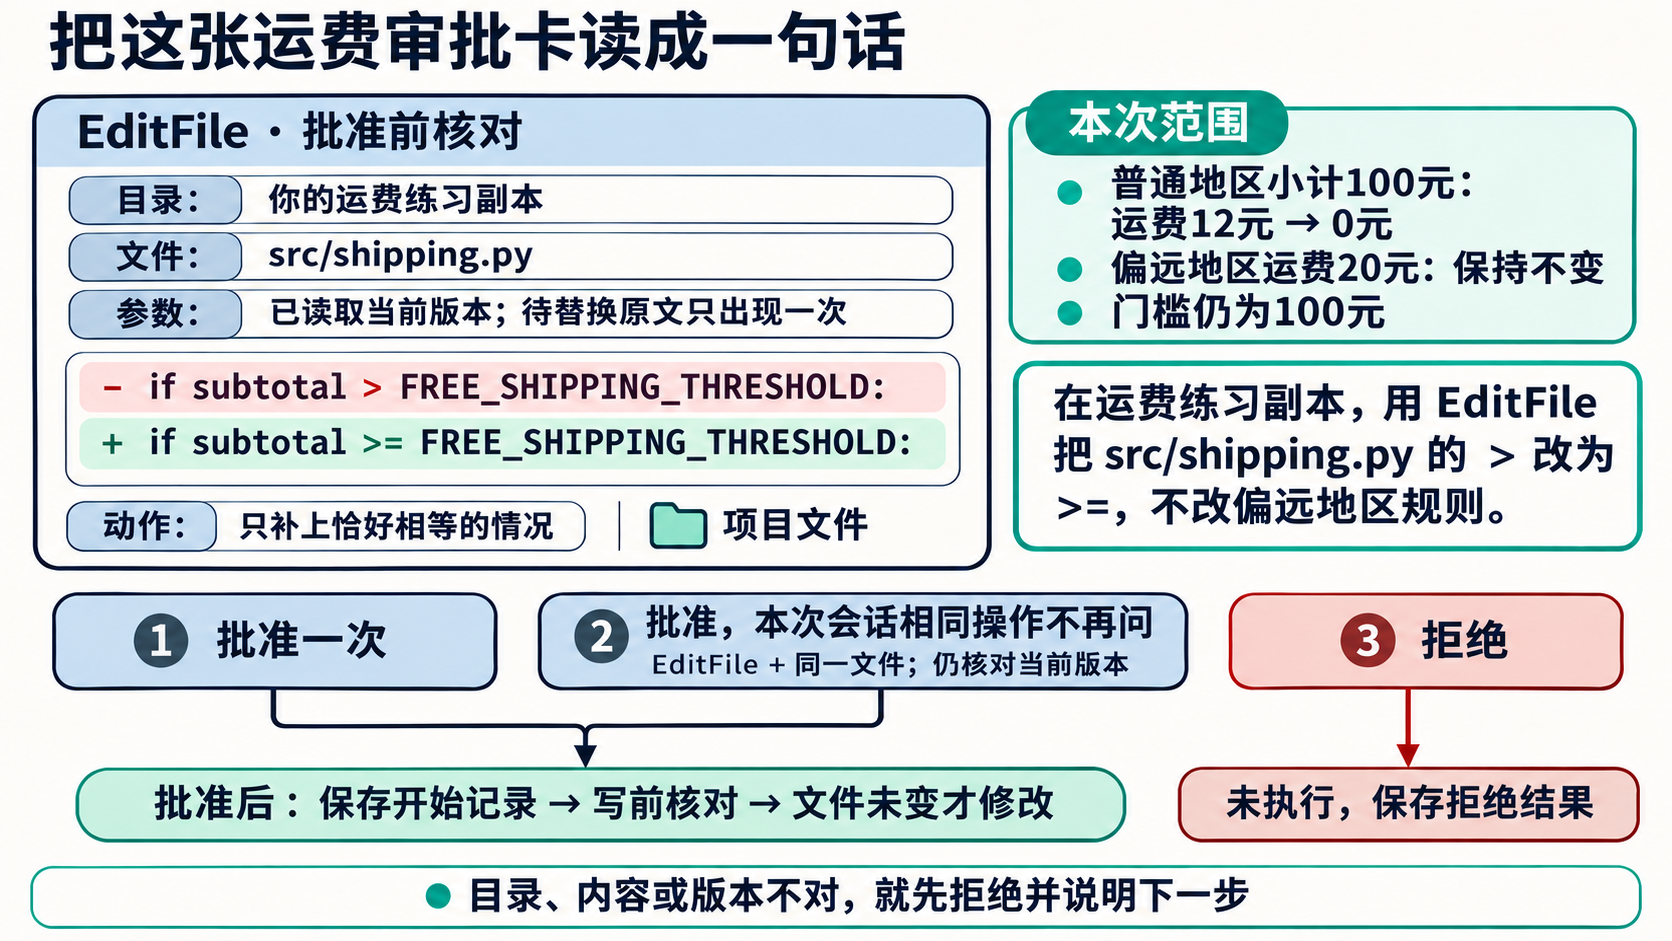 把这张运费审批卡读成一句话
EditFile · 批准前核对
目录： 你的运费练习副本
文件： src/shipping.py
参数： 已读取当前版本；待替换原文只出现一次
- if subtotal > FREE_SHIPPING_THRESHOLD:
+ if subtotal >= FREE_SHIPPING_THRESHOLD:
动作： 只补上恰好相等的情况
项目文件
本次范围
普通地区小计100元：
运费12元 → 0元
偏远地区运费20元：保持不变
门槛仍为100元
在运费练习副本，用 EditFile
把 src/shipping.py 的 > 改为
>=，不改偏远地区规则。
1 批准一次
2 批准，本次会话相同操作不再问
EditFile + 同一文件；仍核对当前版本
3 拒绝
批准后：保存开始记录 → 写前核对 → 文件未变才修改
未执行，保存拒绝结果
目录、内容或版本不对，就先拒绝并说明下一步